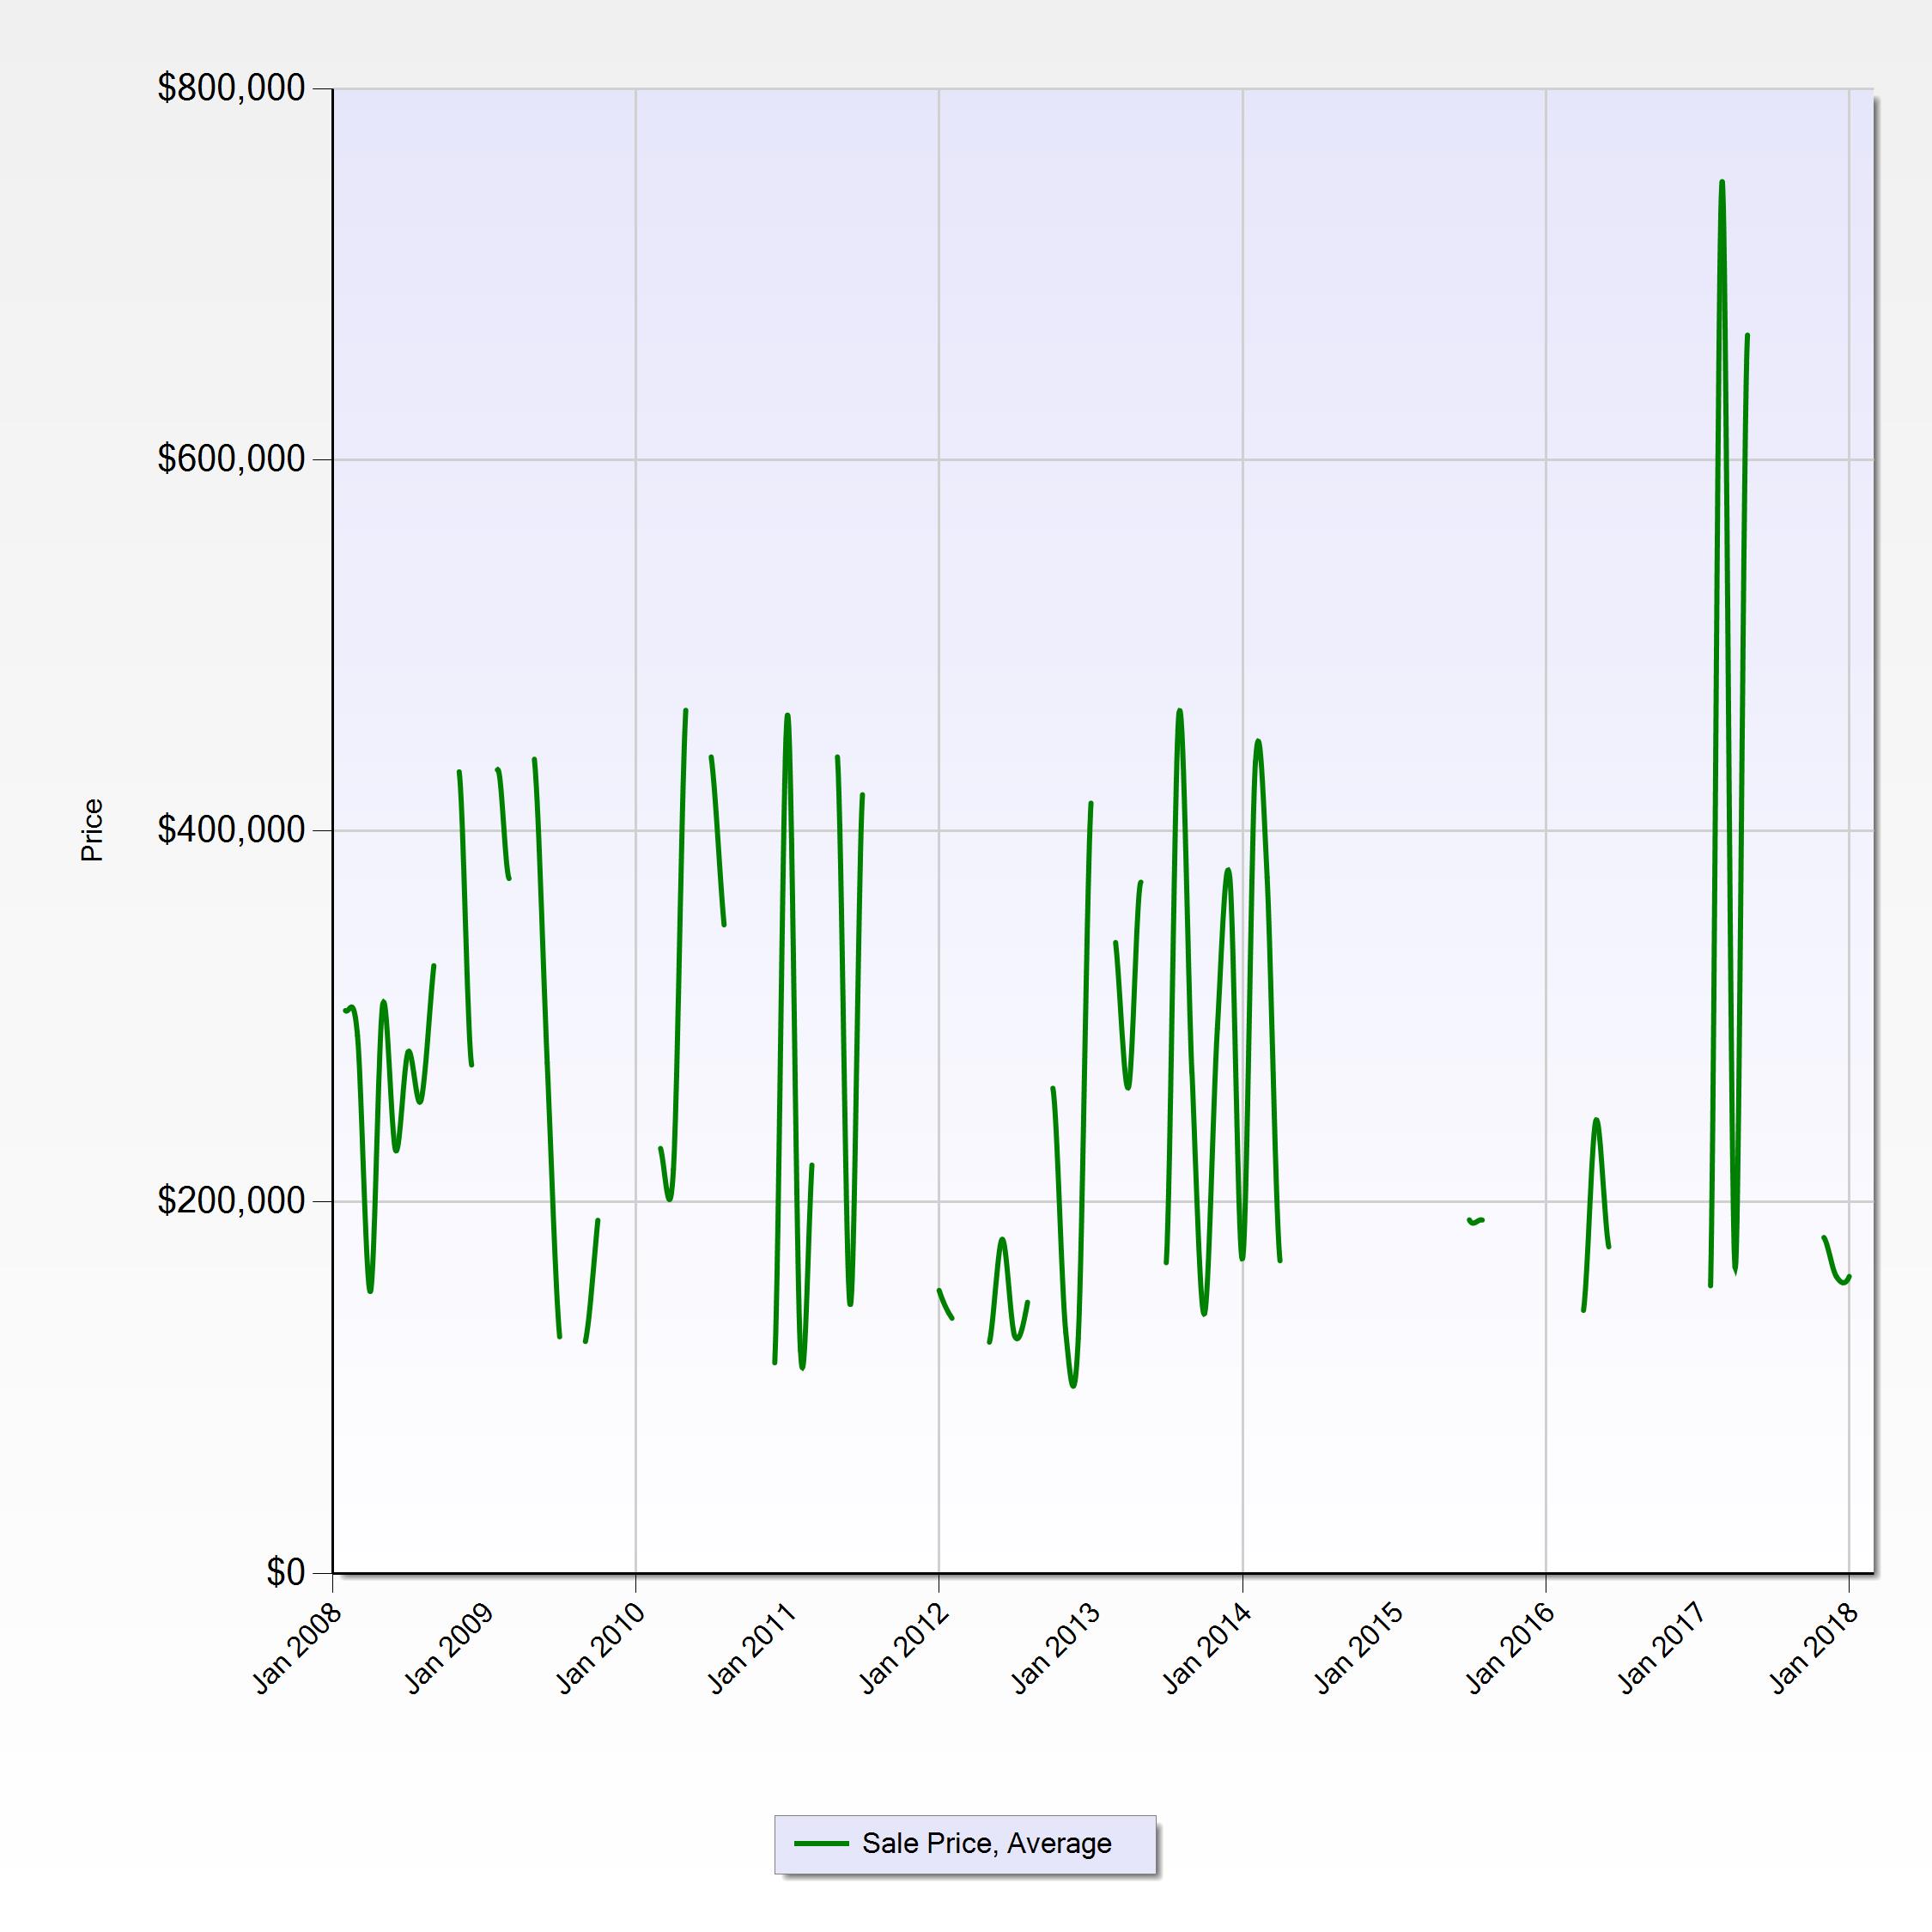 $800,000
$600,000
$400,000
$200,000
$0
Price
Jan 2008
Jan 2009
Jan 2010
Jan 2011
Jan 2012
Jan 2013
Jan 2014
Jan 2015
Jan 2016
Jan 2017
Jan 2018
Sale Price, Average